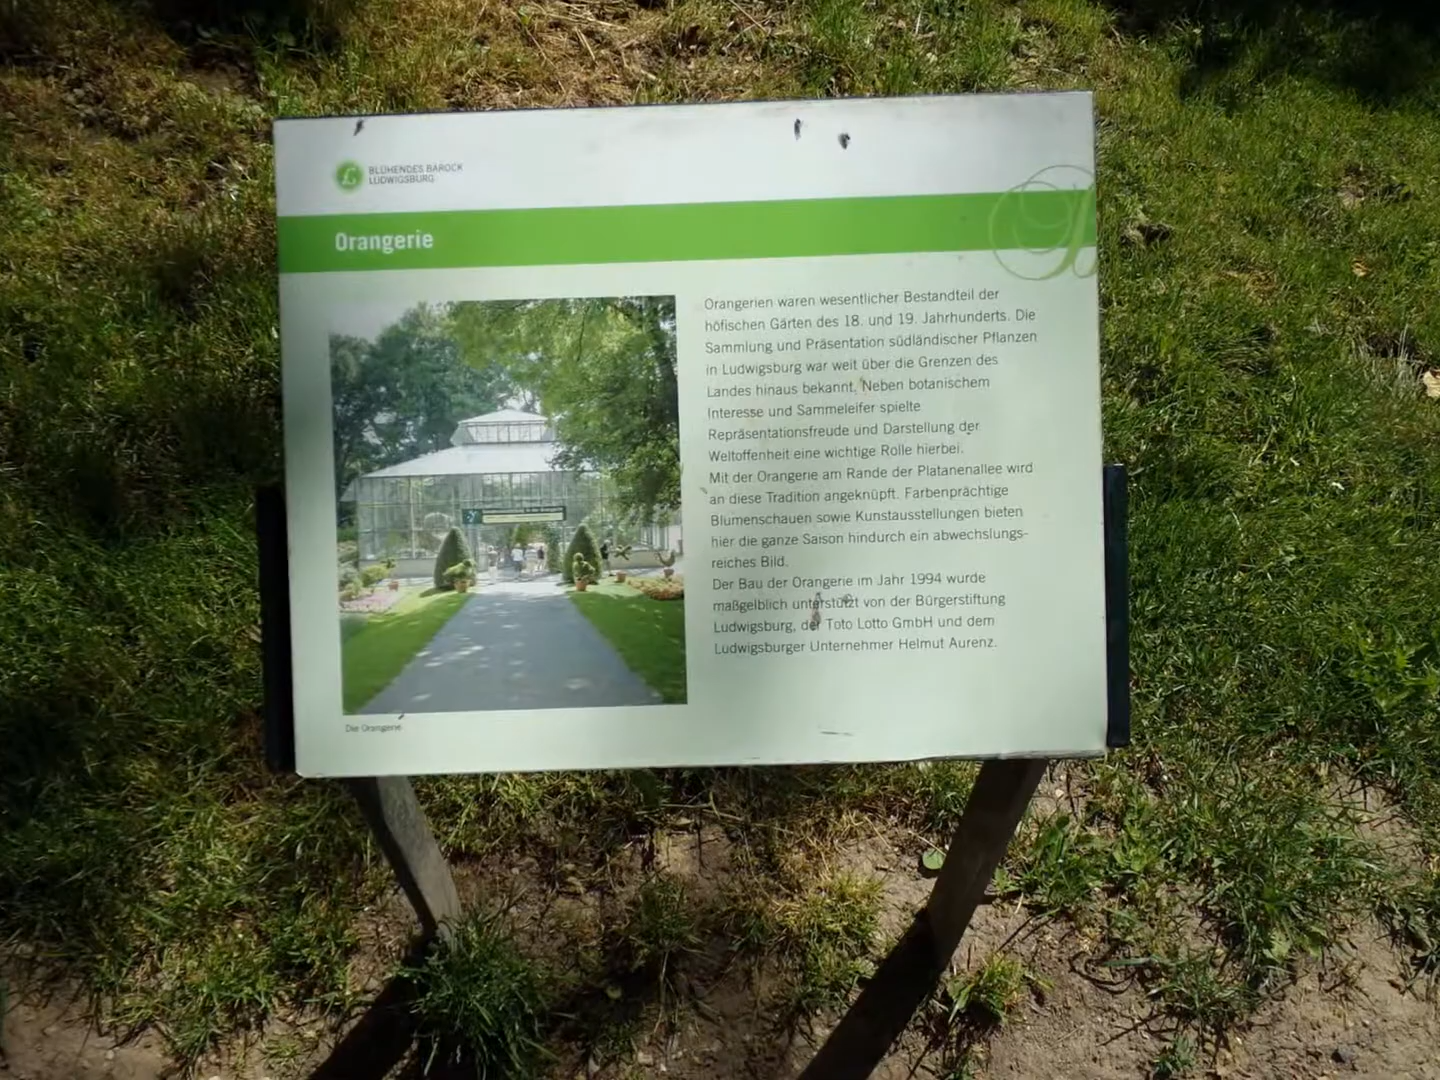 BLÜHENDES BAROCK
LUDWIGSBURG
Orangerie
Orangerien waren wesentlicher Bestandteil der
höfischen Gärten des 18. und 19. Jahrhunderts. Die
Sammlung und Präsentation südländischer Pflanzen
in Ludwigsburg war weit über die Grenzen des
Landes hinaus bekannt. Neben botanischem
Interesse und Sammeleifer spielte
Repräsentationsfreude und Darstellung der
Weltoffenheit eine wichtige Rolle hierbei.
Mit der Orangerie am Rande der Platanenallee wird
an diese Tradition angeknüpft. Farbenprächtige
Blumenschauen sowie Kunstausstellungen bieten
hier die ganze Saison hindurch ein abwechslungs-
reiches Bild.
Der Bau der Orangerie im Jahr 1994 wurde
maßgelblich unterstützt von der Bürgerstiftung
Ludwigsburg, der Toto Lotto GmbH und dem
Ludwigsburger Unternehmer Helmut Aurenz.
Die Orangerie